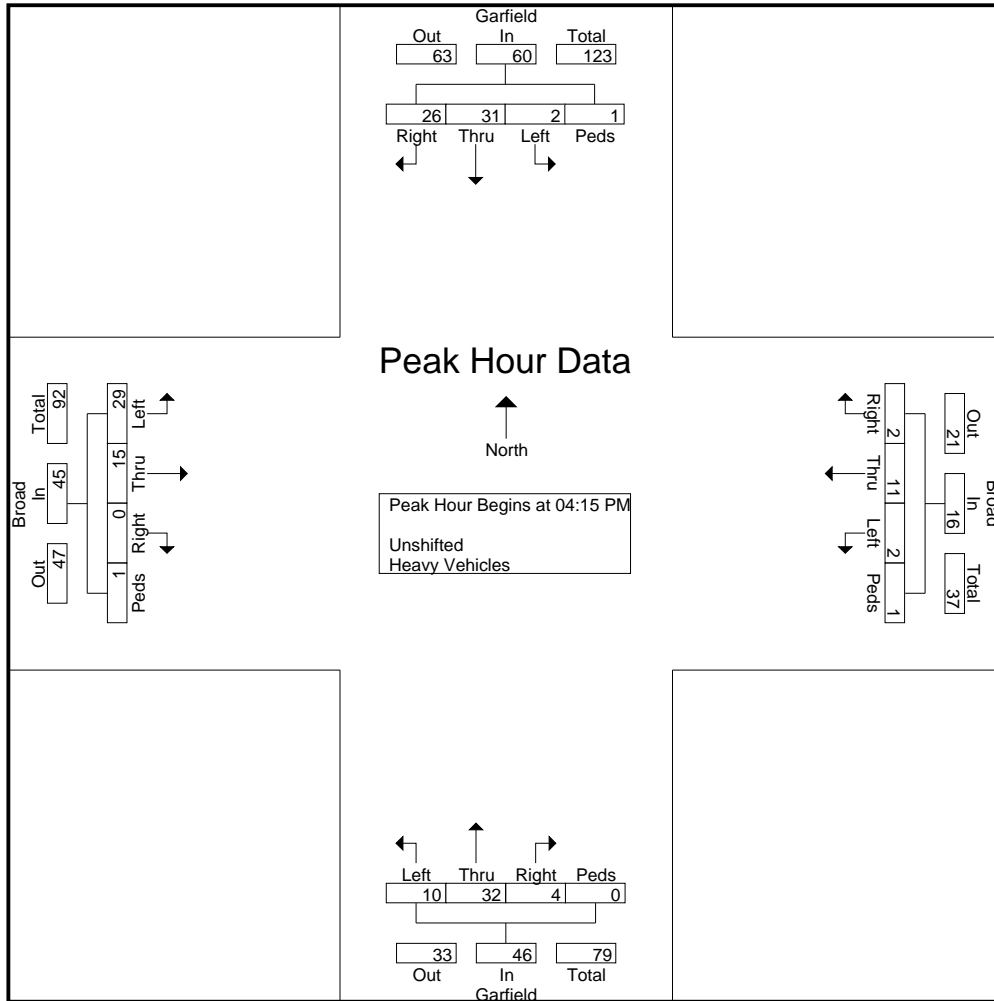 Garfield
Out In Total
63 60 123
26 31 2 1
Right Thru Left Peds
Peak Hour Data
North
Peak Hour Begins at 04:15 PM
Unshifted
Heavy Vehicles
Broad
Total In Out
92 45 47
29 15 0 1
Left Thru Right Peds
Right Thru Left Peds
2 11 2 1
21 16 37
Out In Total
Broad
Left Thru Right Peds
10 32 4 0
33 46 79
Out In Total
Garfield